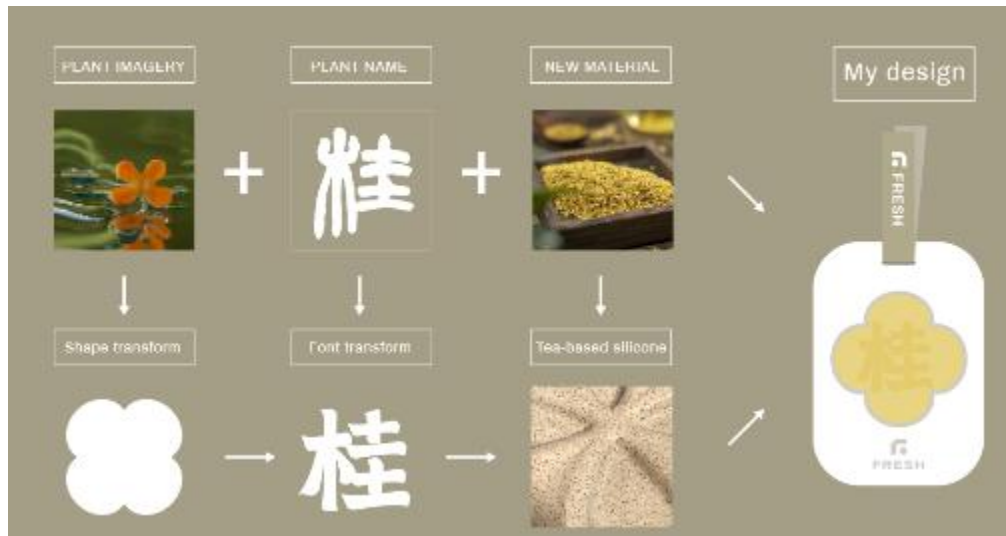 PLANT IMAGERY
PLANT NAME
NEW MATERIAL
My design
桂
FRESH
Shape transform
Font transform
Tea-based silicone
桂
桂
FRESH